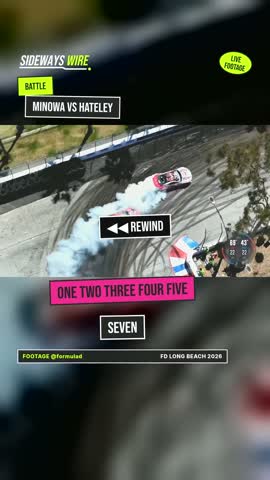 SIDEWAYS WIRE
LIVE
FOOTAGE
BATTLE
MINOWA VS HATELEY
REWIND
ONE TWO THREE FOUR FIVE
SEVEN
FOOTAGE @formulad FD LONG BEACH 2026